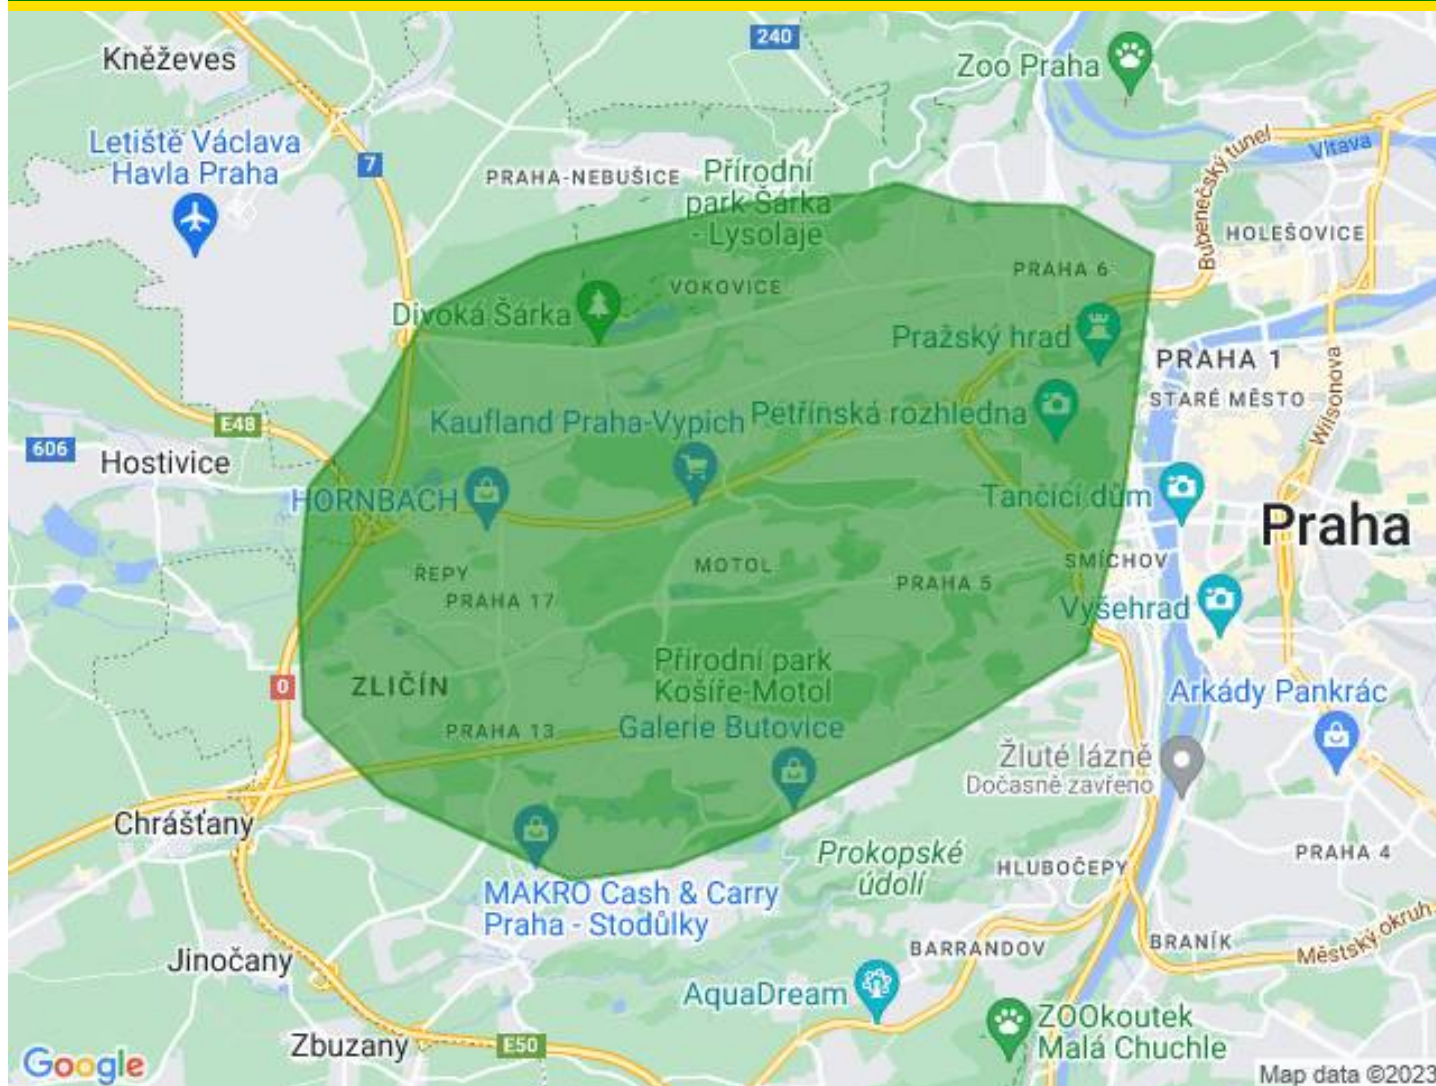 240
Kněževes
Zoo Praha
Letiště Václava
Havla Praha
7
PRAHA-NEBUŠICE
Přírodní
park Šárka
- Lysolaje
Bubenečský tunel
Vltava
HOLEŠOVICE
PRAHA 6
VOKOVICE
Divoká Šárka
Pražský hrad
PRAHA 1
STARÉ MĚSTO
Wilsonova
E48
Kaufland Praha-Vypich
Petřínská rozhledna
606
Hostivice
HORNBACH
Tančící dům
Praha
ŘEPY
MOTOL
SMÍCHOV
PRAHA 17
PRAHA 5
Vyšehrad
Přírodní park
Košíře-Motol
0
ZLIČÍN
Arkády Pankrác
PRAHA 13
Galerie Butovice
Žluté lázně
Dočasně zavřeno
Chrášťany
Prokopské
údolí
HLUBOČEPY
PRAHA 4
MAKRO Cash & Carry
Praha - Stodůlky
BARRANDOV
BRANÍK
Městský okruh
Jinočany
AquaDream
ZOOkoutek
Malá Chuchle
Zbuzany
E50
Google
Map data ©2023